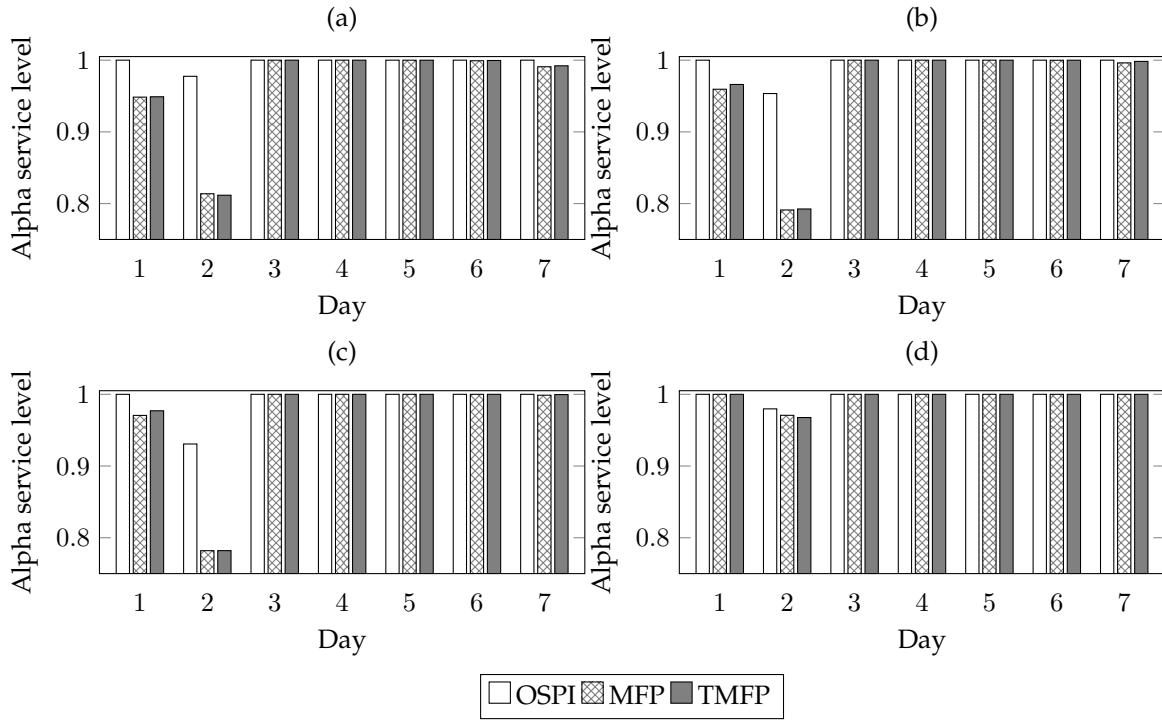 (a)
Alpha service level
1
0.9
0.8
1 2 3 4 5 6 7
Day
(b)
Alpha service level
1
0.9
0.8
1 2 3 4 5 6 7
Day
(c)
Alpha service level
1
0.9
0.8
1 2 3 4 5 6 7
Day
(d)
Alpha service level
1
0.9
0.8
1 2 3 4 5 6 7
Day
OSPI MFP TMFP